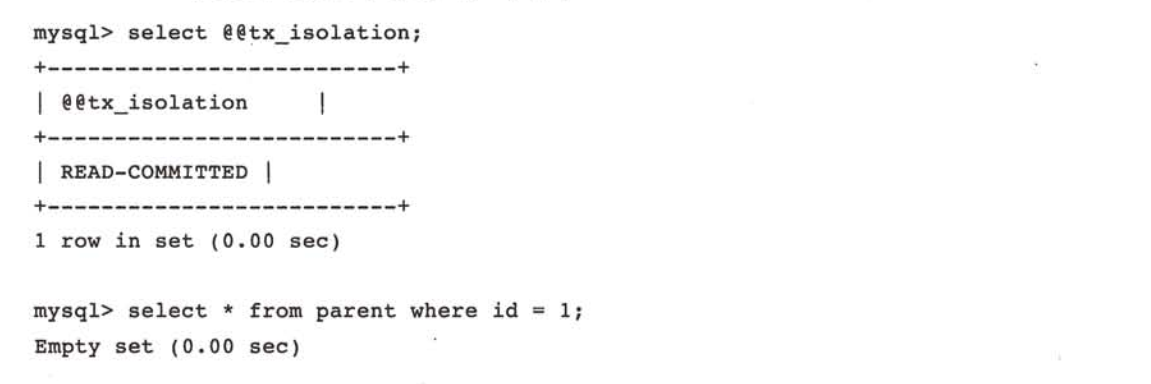 mysql> select @@tx_isolation;
+---------------------------+
| @@tx_isolation      |
+---------------------------+
| READ-COMMITTED |
+---------------------------+
1 row in set (0.00 sec)
mysql> select * from parent where id = 1;
Empty set (0.00 sec)